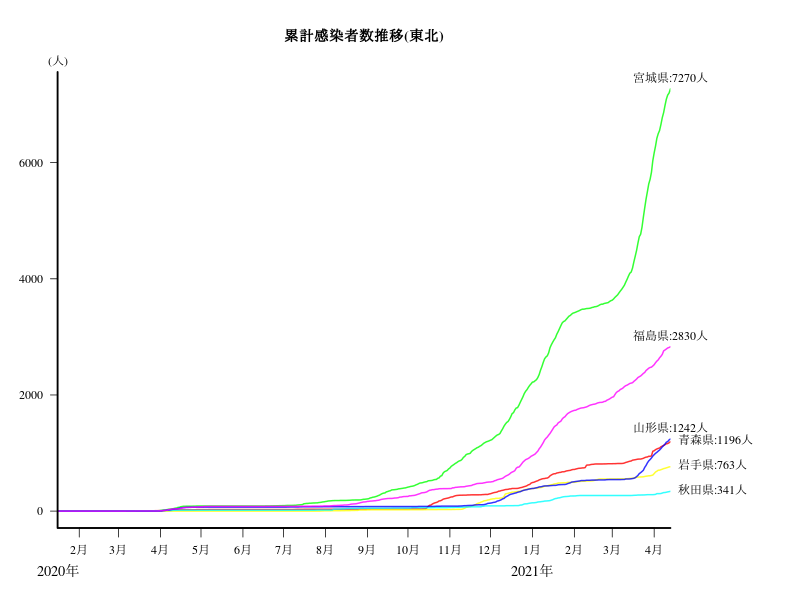 累計感染者数推移(東北)
(人)
宮城県:7270人
6000
4000
福島県:2830人
2000
山形県:1242人
青森県:1196人
岩手県:763人
秋田県:341人
0
2月 3月 4月 5月 6月 7月 8月 9月 10月 11月 12月 1月 2月 3月 4月
2020年 2021年